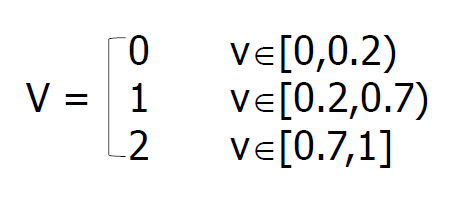 0 v∈[0,0.2)
V = 1 v∈[0.2,0.7)
2 v∈[0.7,1]